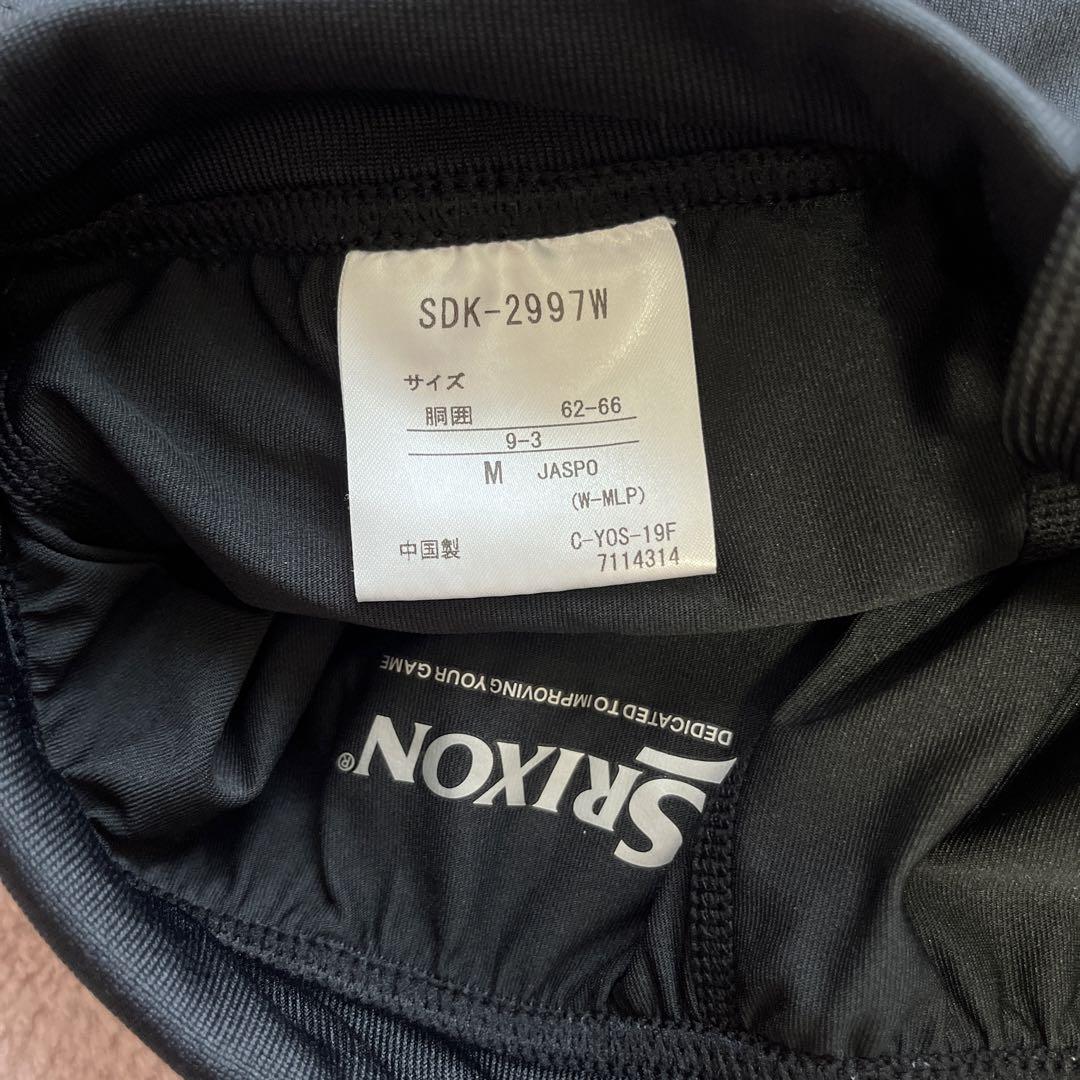 SDK-2997W
サイズ
胴囲 62-66
9-3
M JASPO
(W-MLP)
中国製 C-YOS-19F
7114314
SRIXON®
DEDICATED TO IMPROVING YOUR GAME